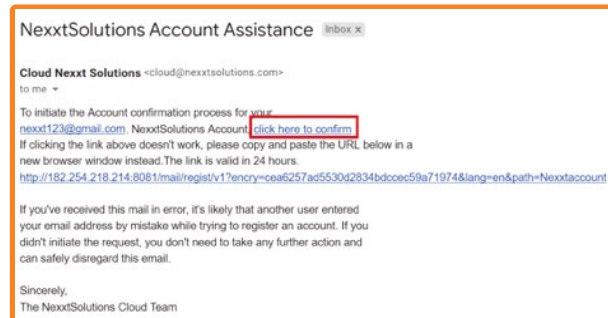 NexxtSolutions Account Assistance Inbox x
Cloud Nexxt Solutions <cloud@nexxtsolutions.com>
to me
To initiate the Account confirmation process for your
nexxt123@gmail.com. NexxtSolutions Account, click here to confirm
If clicking the link above doesn't work, please copy and paste the URL below in a
new browser window instead.The link is valid in 24 hours.
http://182.254.218.214:8081/mail/regist/v1?encry=cea6257ad5530d2834bdccec59a71974&lang=en&path=Nexxtaccount
If you've received this mail in error, it's likely that another user entered
your email address by mistake while trying to register an account. If you
didn't initiate the request, you don't need to take any further action and
can safely disregard this email.
Sincerely,
The NexxtSolutions Cloud Team